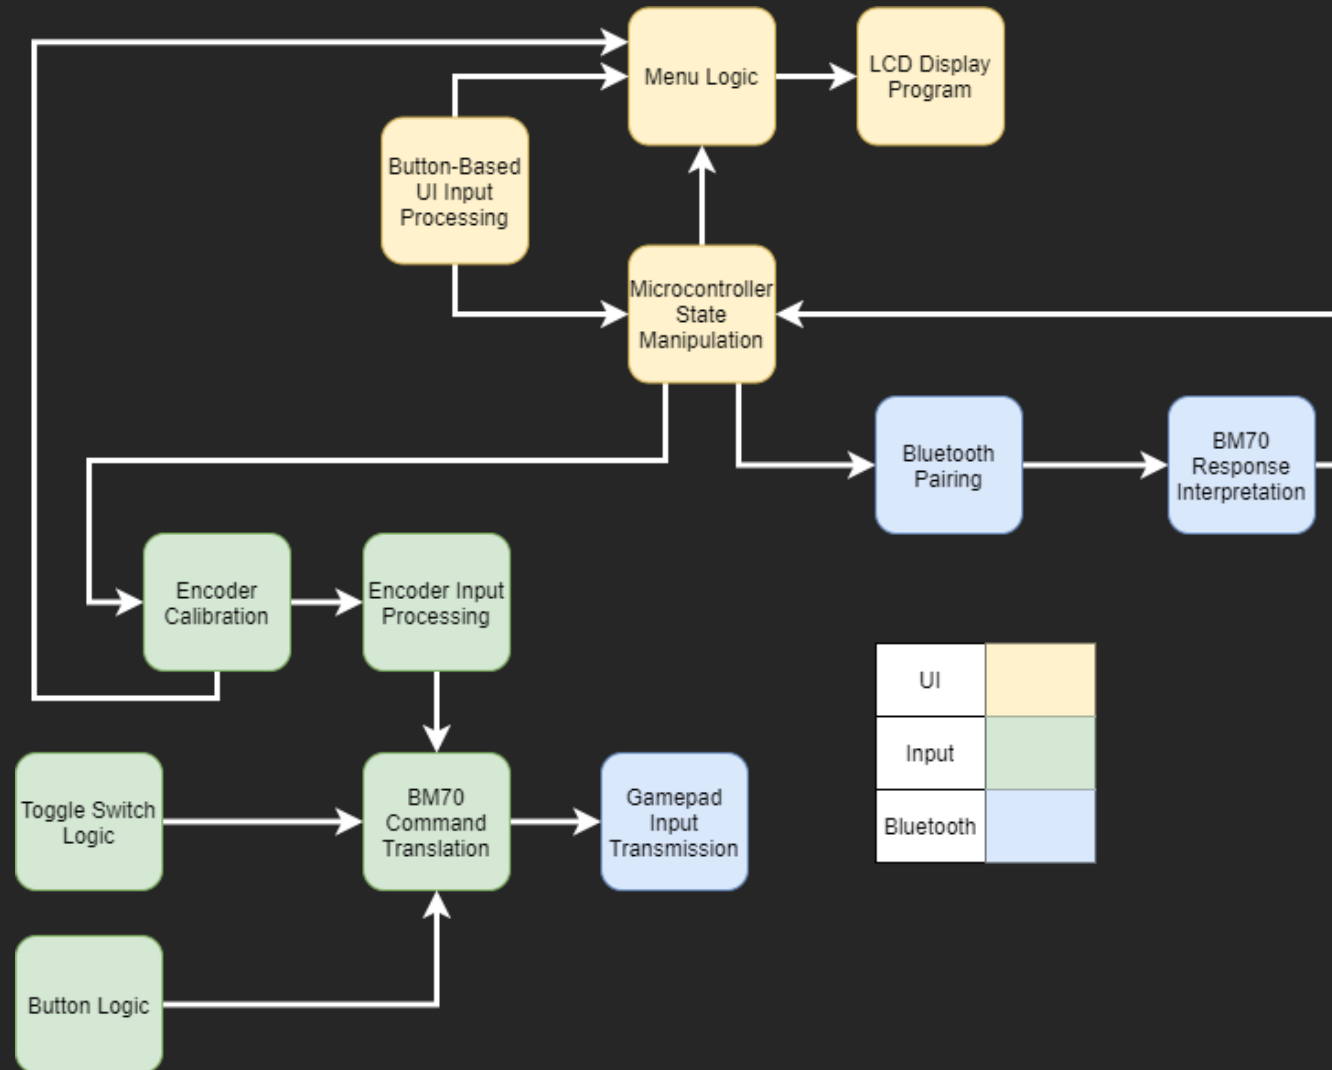 Menu Logic
LCD Display
Program
Button-Based
UI Input
Processing
Microcontroller
State
Manipulation
Bluetooth
Pairing
BM70
Response
Interpretation
Encoder
Calibration
Encoder Input
Processing
UI
Input
Bluetooth
Toggle Switch
Logic
BM70
Command
Translation
Gamepad
Input
Transmission
Button Logic